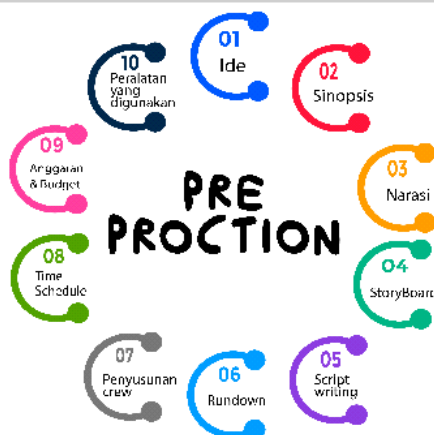 PRE
PROCTION
01
Ide
02
Sinopsis
03
Narasi
04
StoryBoard
05
Script
writing
06
Rundown
07
Penyusunan
crew
08
Time
Schedule
09
Anggaran
& Budget
10
Peralatan
yang
digunakan